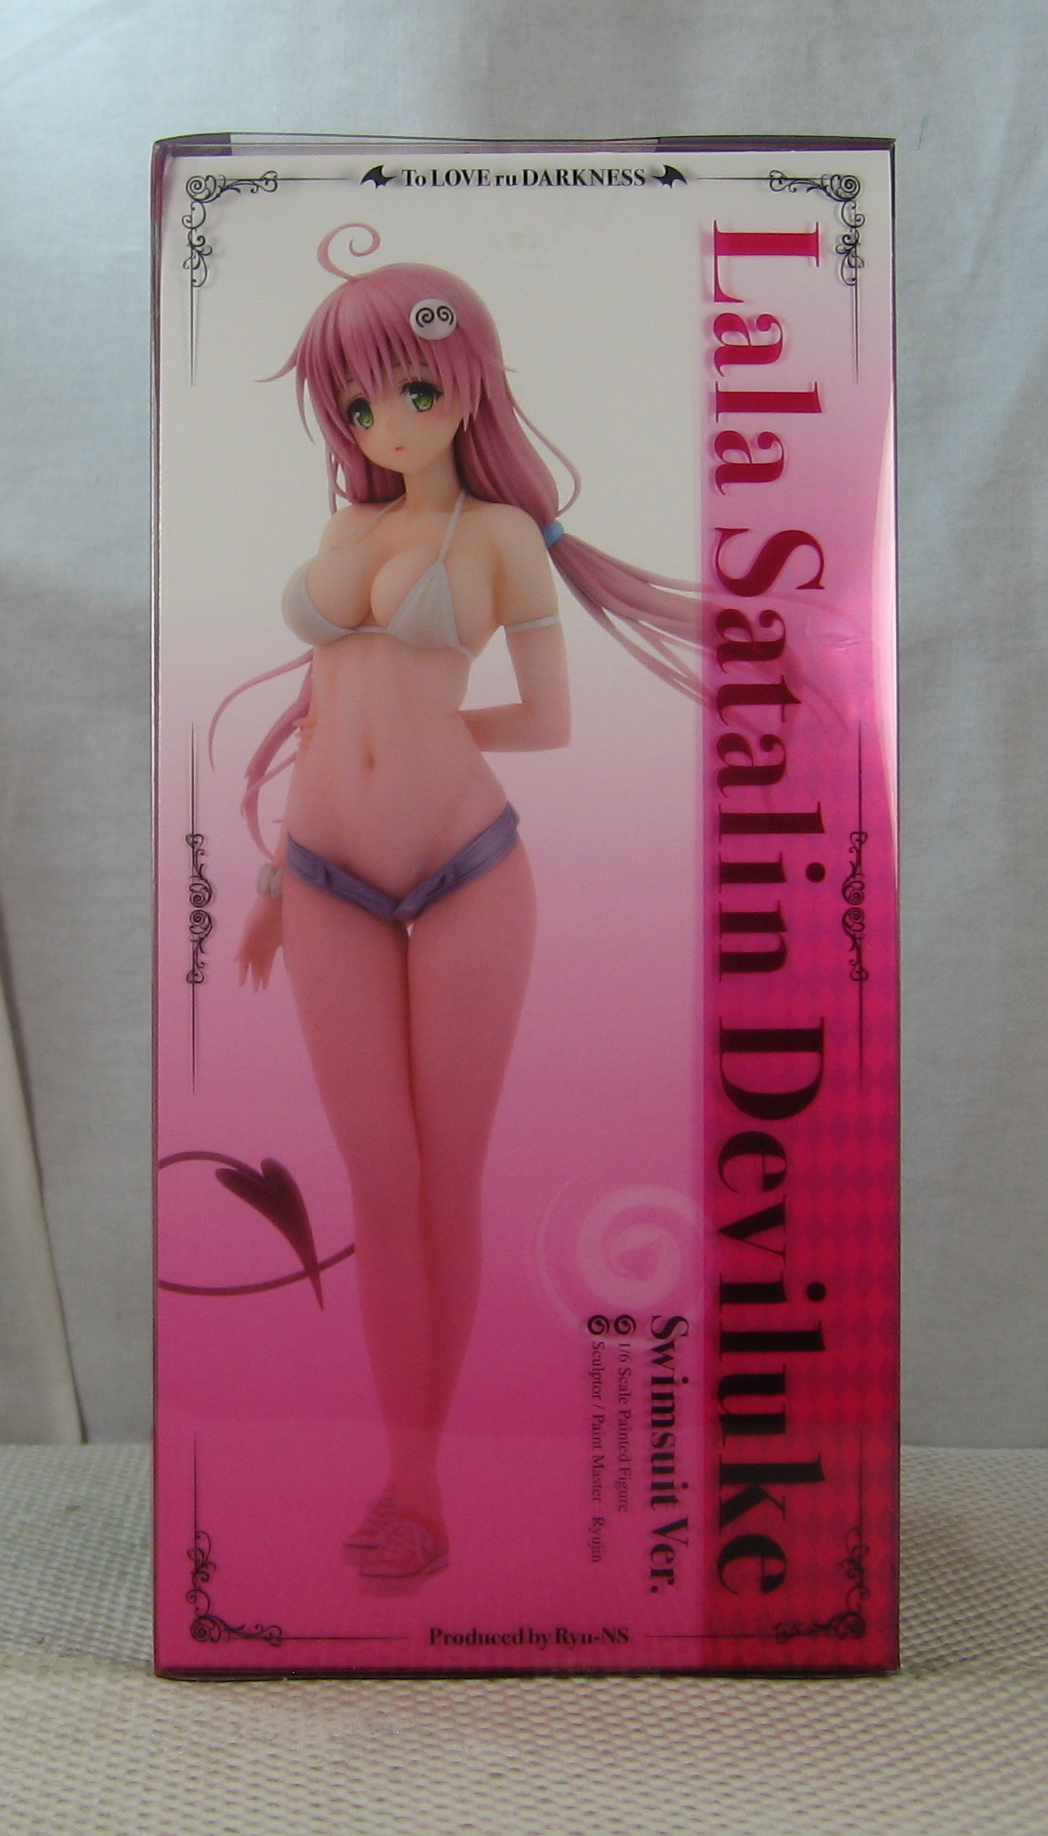 To LOVE ru DARKNESS
Lala Satalin Deviluke
Swimsuit Ver.
1/6 Scale Painted Figure
Sculptor / Paint Master : Ryujin
Produced by Ryu-NS